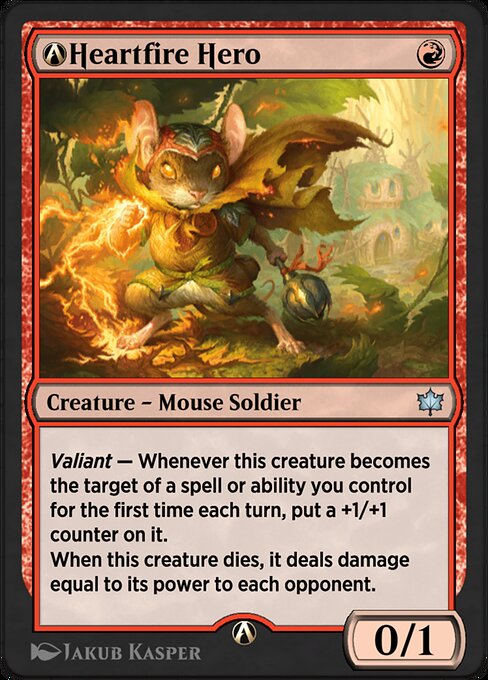 Heartfire Hero
Creature – Mouse Soldier
Valiant — Whenever this creature becomes
the target of a spell or ability you control
for the first time each turn, put a +1/+1
counter on it.
When this creature dies, it deals damage
equal to its power to each opponent.
0/1
Jakub Kasper